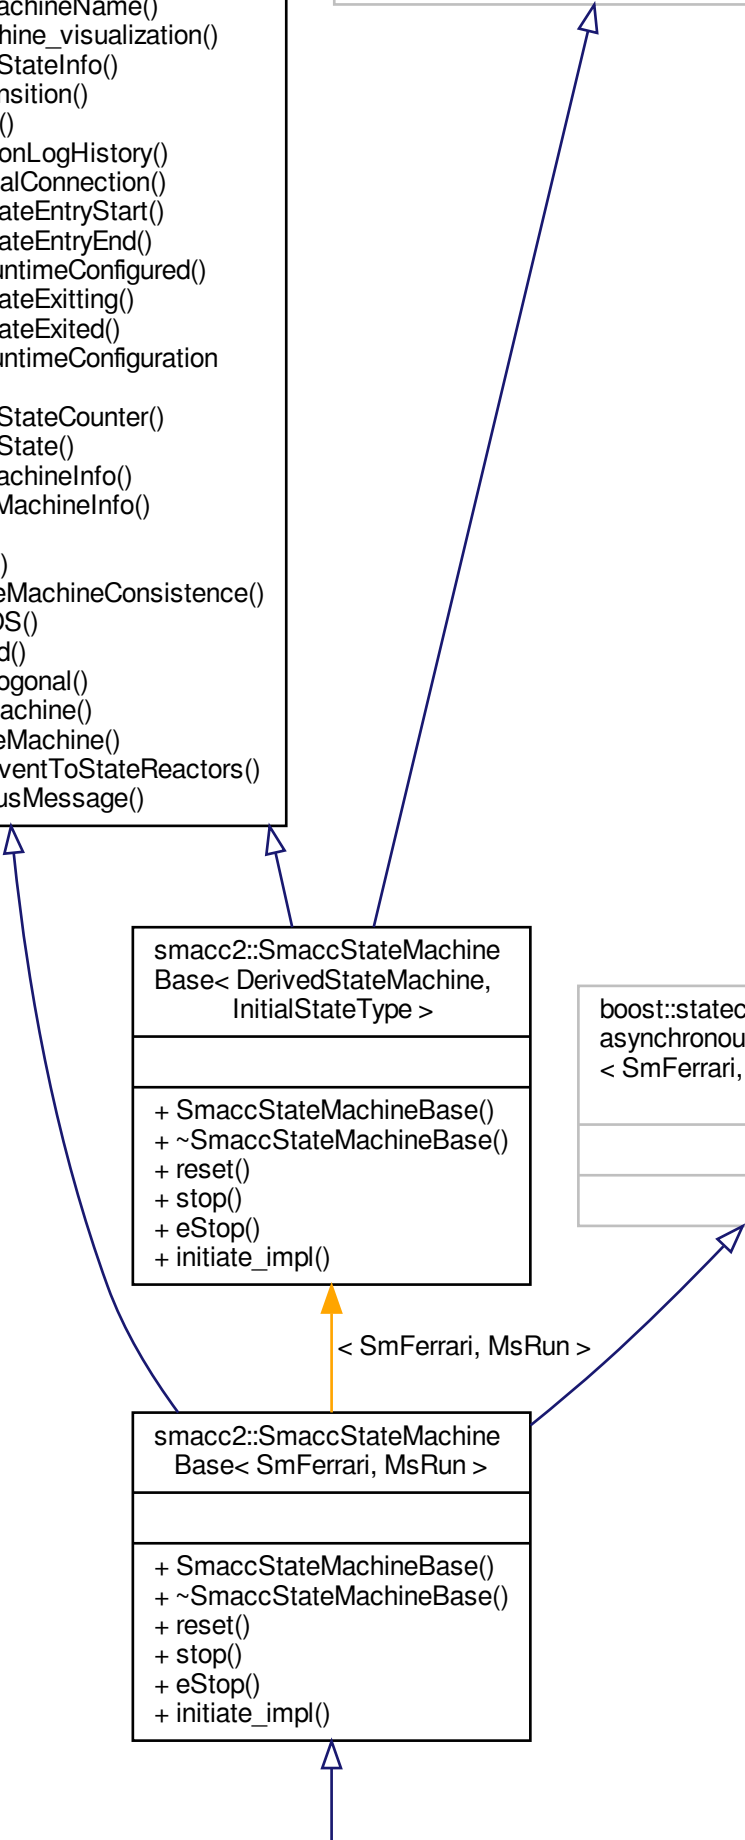 achineName()
hine_visualization()
StateInfo()
nsition()
()
onLogHistory()
alConnection()
ateEntryStart()
ateEntryEnd()
untimeConfigured()
ateExitting()
ateExited()
untimeConfiguration
StateCounter()
State()
achineInfo()
MachineInfo()
)
eMachineConsistence()
OS()
d()
ogonal()
achine()
eMachine()
ventToStateReactors()
usMessage()
smacc2::SmaccStateMachine
Base< DerivedStateMachine,
InitialStateType >
+ SmaccStateMachineBase()
+ ~SmaccStateMachineBase()
+ reset()
+ stop()
+ eStop()
+ initiate_impl()
boost::statec
asynchronou
< SmFerrari,
< SmFerrari, MsRun >
smacc2::SmaccStateMachine
Base< SmFerrari, MsRun >
+ SmaccStateMachineBase()
+ ~SmaccStateMachineBase()
+ reset()
+ stop()
+ eStop()
+ initiate_impl()